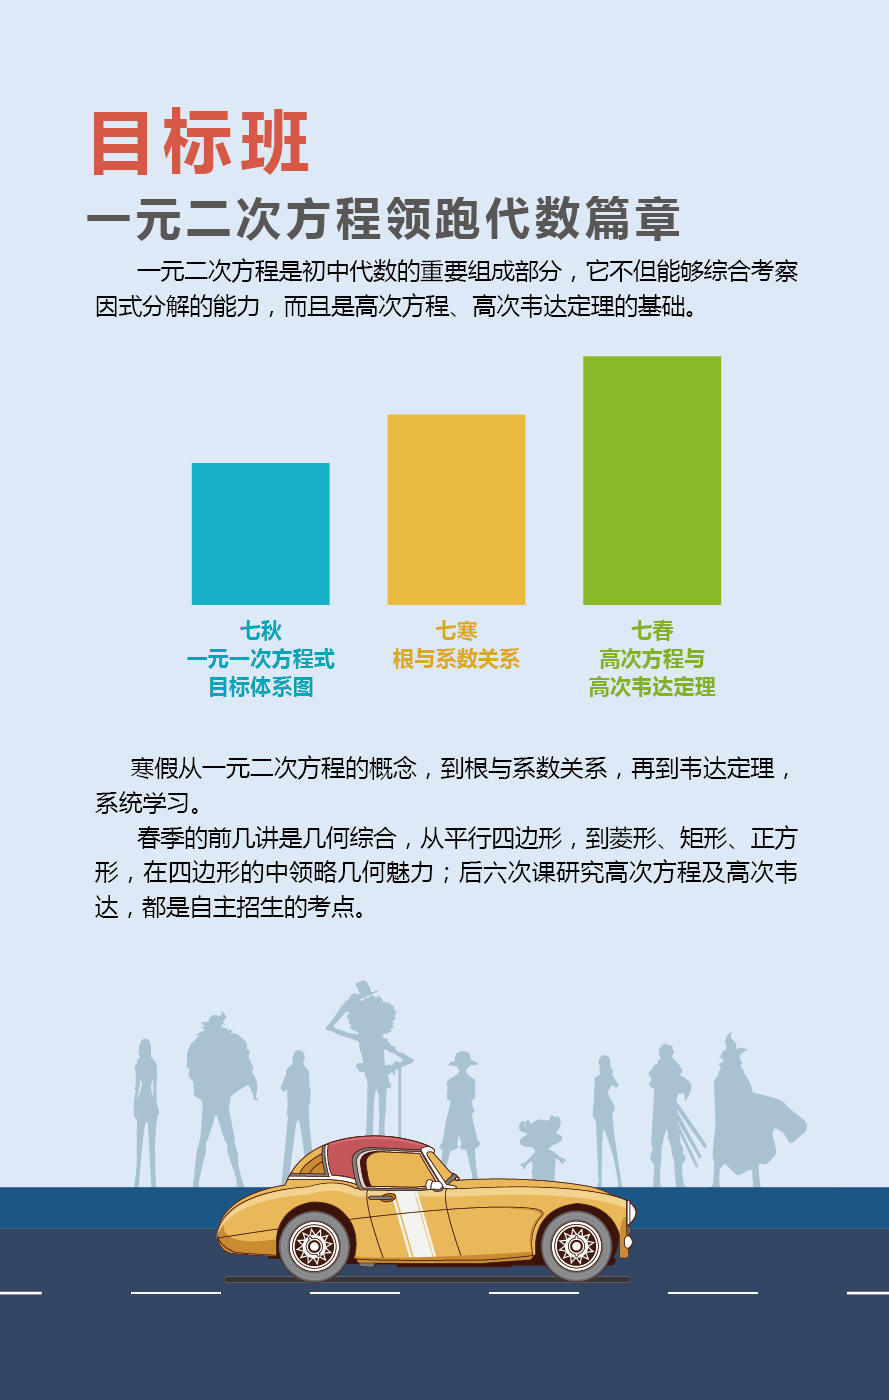 目标班
一元二次方程领跑代数篇章
一元二次方程是初中代数的重要组成部分，它不但能够综合考察
因式分解的能力，而且是高次方程、高次韦达定理的基础。
七秋
一元一次方程式
目标体系图
七寒
根与系数关系
七春
高次方程与
高次韦达定理
寒假从一元二次方程的概念，到根与系数关系，再到韦达定理，
系统学习。
春季的前几讲是几何综合，从平行四边形，到菱形、矩形、正方
形，在四边形的中领略几何魅力；后六次课研究高次方程及高次韦
达，都是自主招生的考点。